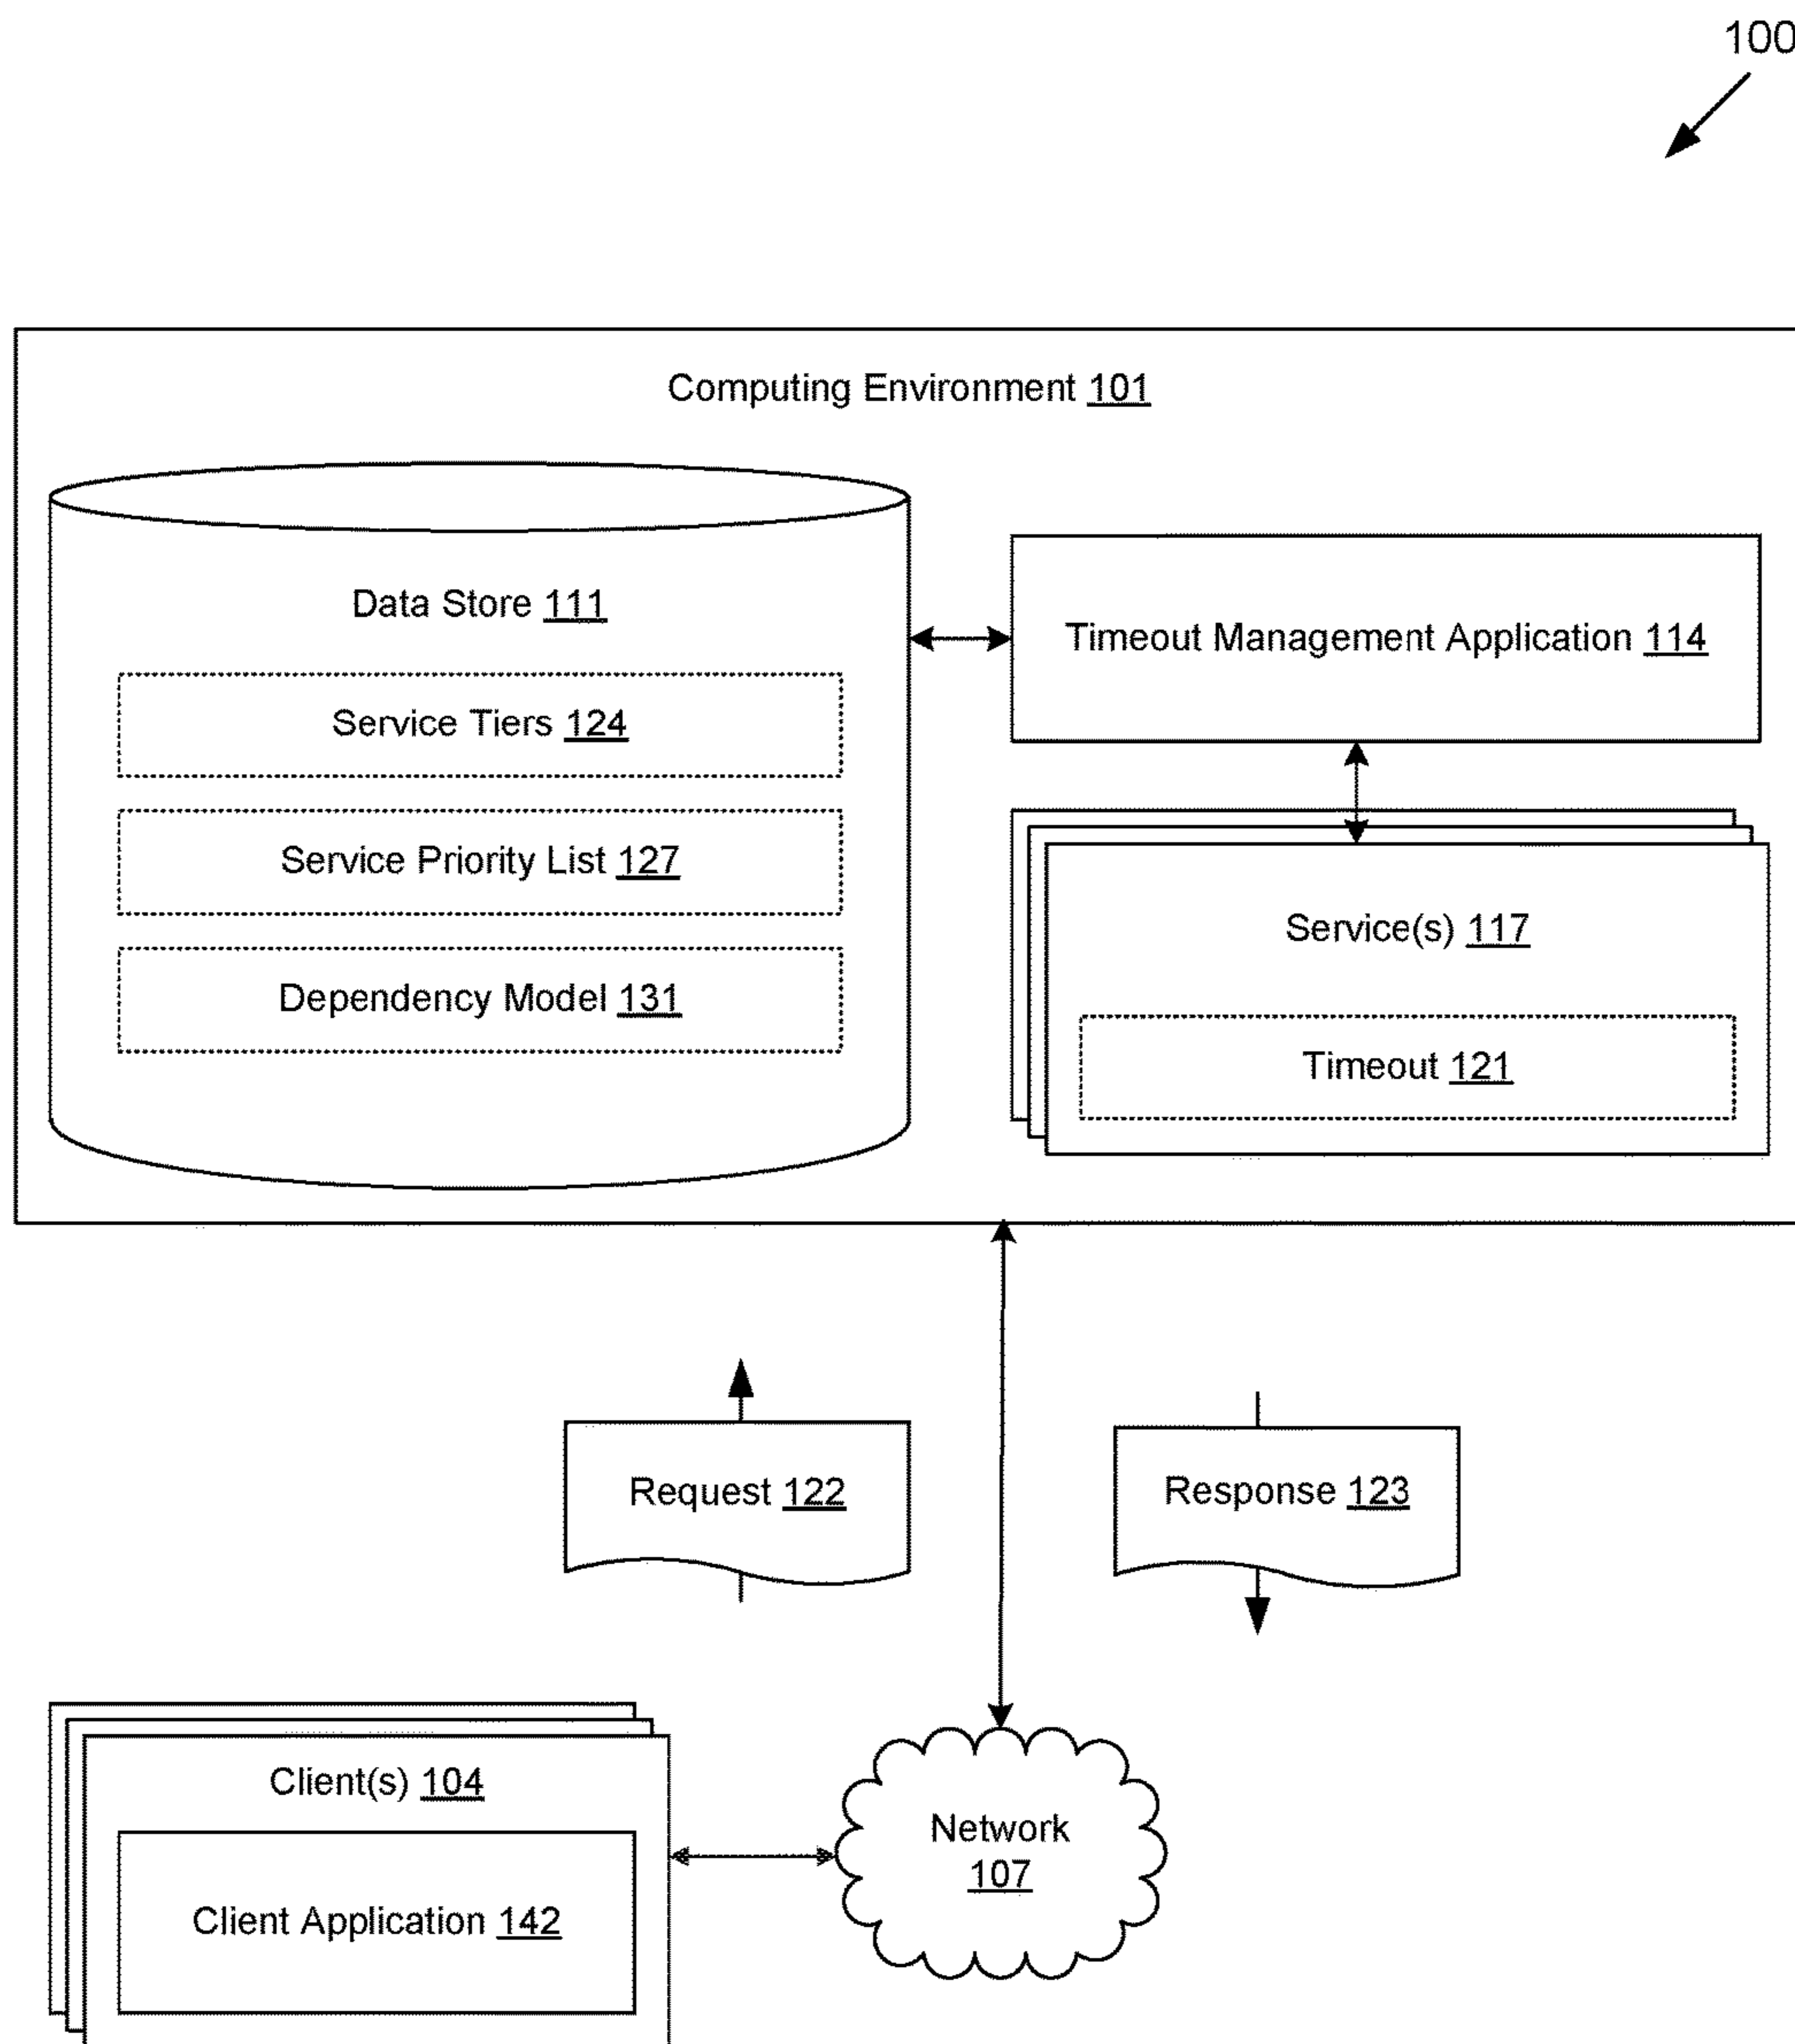 100
Computing Environment 101
Data Store 111
Timeout Management Application 114
Service Tiers 124
Service Priority List 127
Service(s) 117
Dependency Model 131
Timeout 121
Request 122
Response 123
Client(s) 104
Network
107
Client Application 142